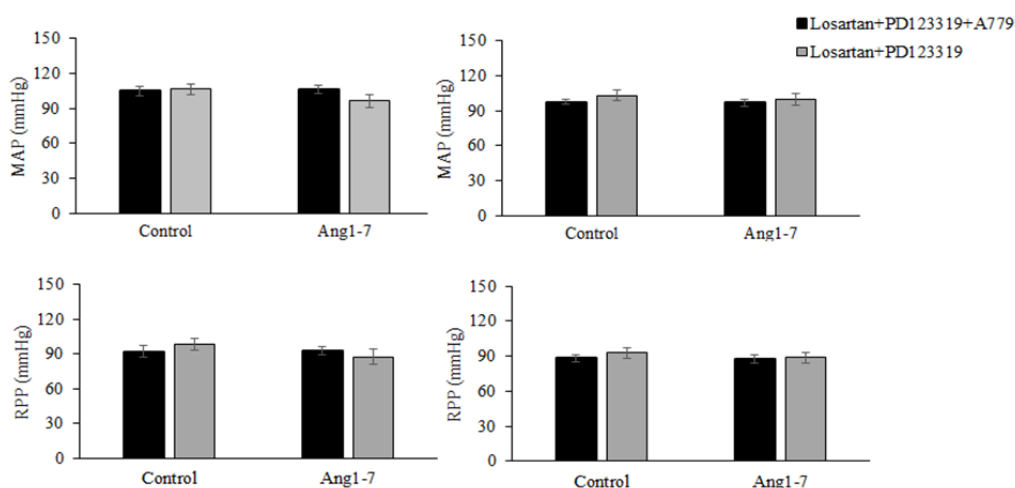 Losartan+PD123319+A779
Losartan+PD123319
MAP (mmHg)
150
120
90
60
30
0
Control
Ang1-7
MAP (mmHg)
150
120
90
60
30
0
Control
Ang1-7
RPP (mmHg)
150
120
90
60
30
0
Control
Ang1-7
RPP (mmHg)
150
120
90
60
30
0
Control
Ang1-7